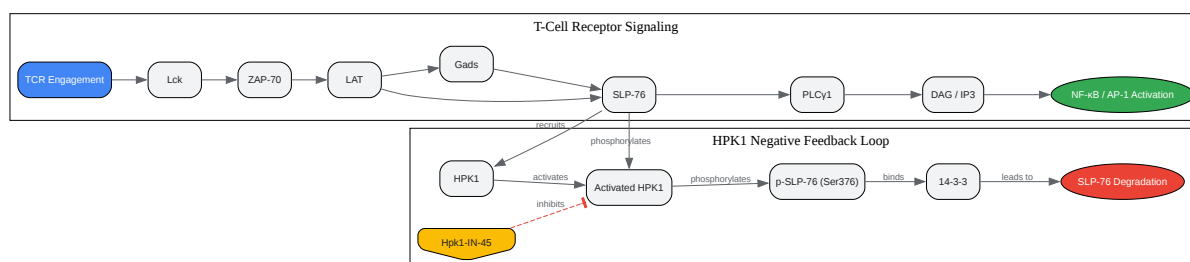 T-Cell Receptor Signaling
TCR Engagement
Lck
ZAP-70
LAT
Gads
SLP-76
PLCγ1
DAG / IP3
NF-κB / AP-1 Activation
recruits
phosphorylates
HPK1 Negative Feedback Loop
HPK1
activates
Activated HPK1
phosphorylates
p-SLP-76 (Ser376)
binds
14-3-3
leads to
SLP-76 Degradation
inhibits
Hpk1-IN-45